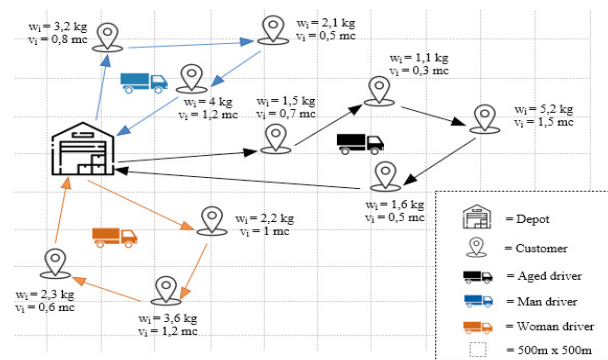 wᵢ = 3,2 kg
vᵢ = 0,8 mc
wᵢ = 2,1 kg
vᵢ = 0,5 mc
wᵢ = 4 kg
vᵢ = 1,2 mc
wᵢ = 1,5 kg
vᵢ = 0,7 mc
wᵢ = 1,1 kg
vᵢ = 0,3 mc
wᵢ = 5,2 kg
vᵢ = 1,5 mc
wᵢ = 1,6 kg
vᵢ = 0,5 mc
wᵢ = 2,2 kg
vᵢ = 1 mc
wᵢ = 2,3 kg
vᵢ = 0,6 mc
wᵢ = 3,6 kg
vᵢ = 1,2 mc
= Depot
= Customer
= Aged driver
= Man driver
= Woman driver
= 500m x 500m